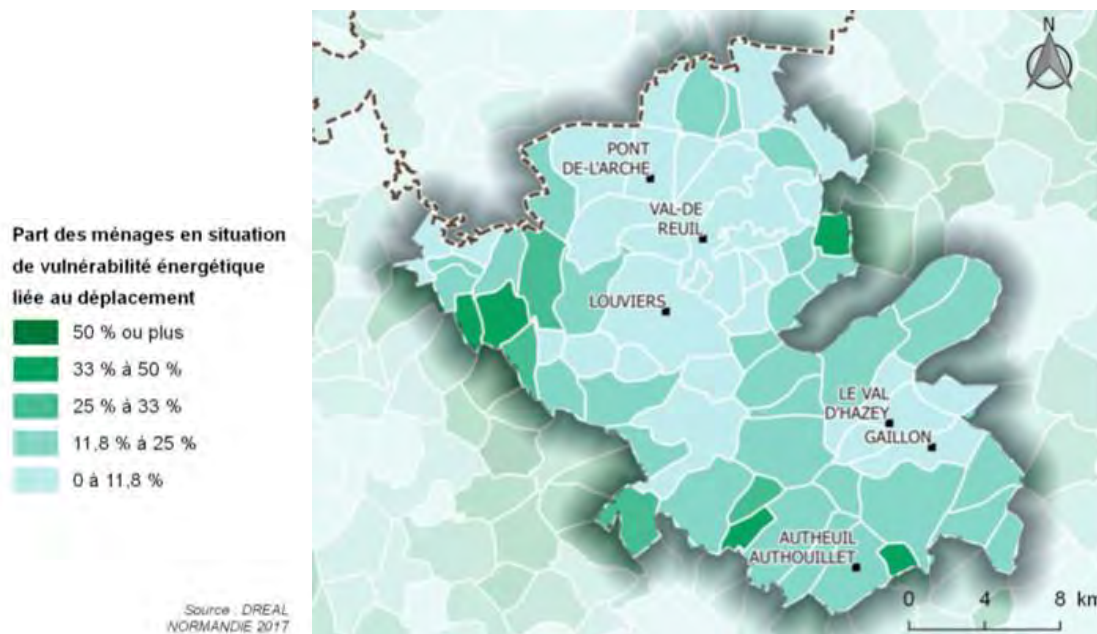 Part des ménages en situation
de vulnérabilité énergétique
liée au déplacement
50 % ou plus
33 % à 50 %
25 % à 33 %
11,8 % à 25 %
0 à 11,8 %
Source : DREAL
NORMANDIE 2017
N
PONT
DE-L'ARCHE
VAL-DE
REUIL
LOUVIERS
LE VAL
D'HAZEY
GAILLON
AUTHEUIL
AUTHOUILLET
0 4 8 km